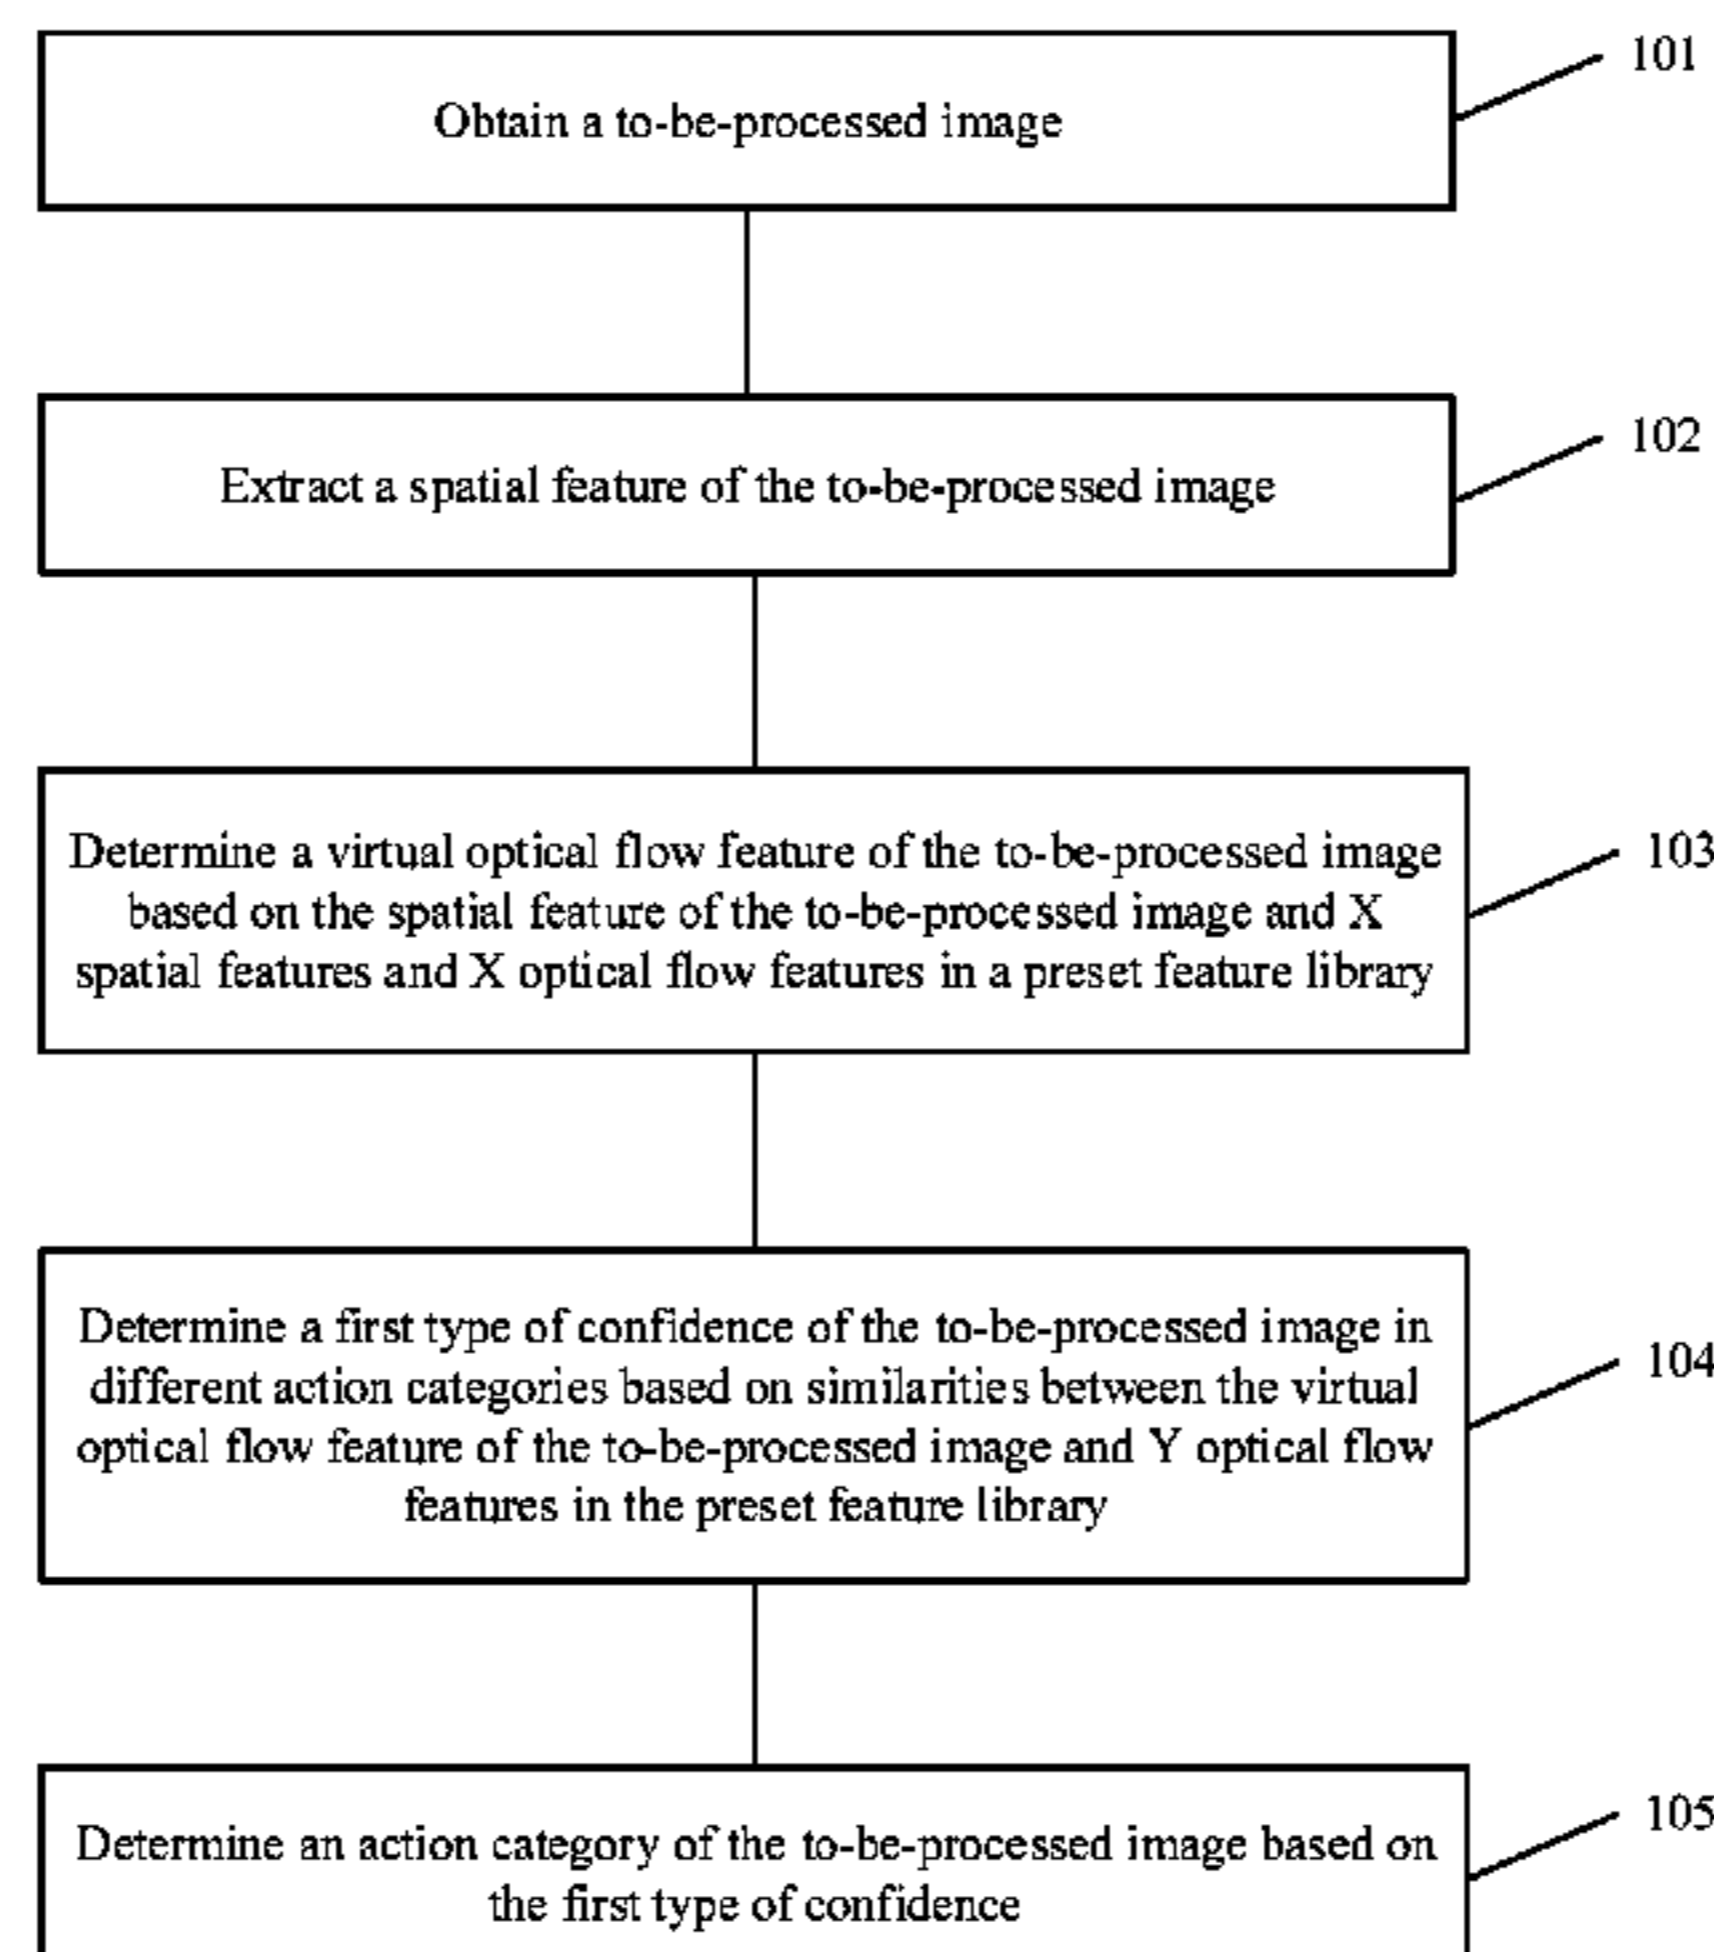 101
Obtain a to-be-processed image
102
Extract a spatial feature of the to-be-processed image
103
Determine a virtual optical flow feature of the to-be-processed image
based on the spatial feature of the to-be-processed image and X
spatial features and X optical flow features in a preset feature library
104
Determine a first type of confidence of the to-be-processed image in
different action categories based on similarities between the virtual
optical flow feature of the to-be-processed image and Y optical flow
features in the preset feature library
105
Determine an action category of the to-be-processed image based on
the first type of confidence